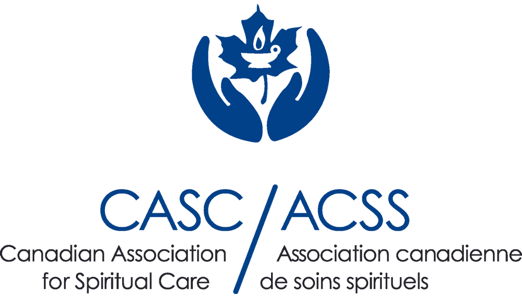 CASC/ACSS
Canadian Association
for Spiritual Care
Association canadienne
de soins spirituels